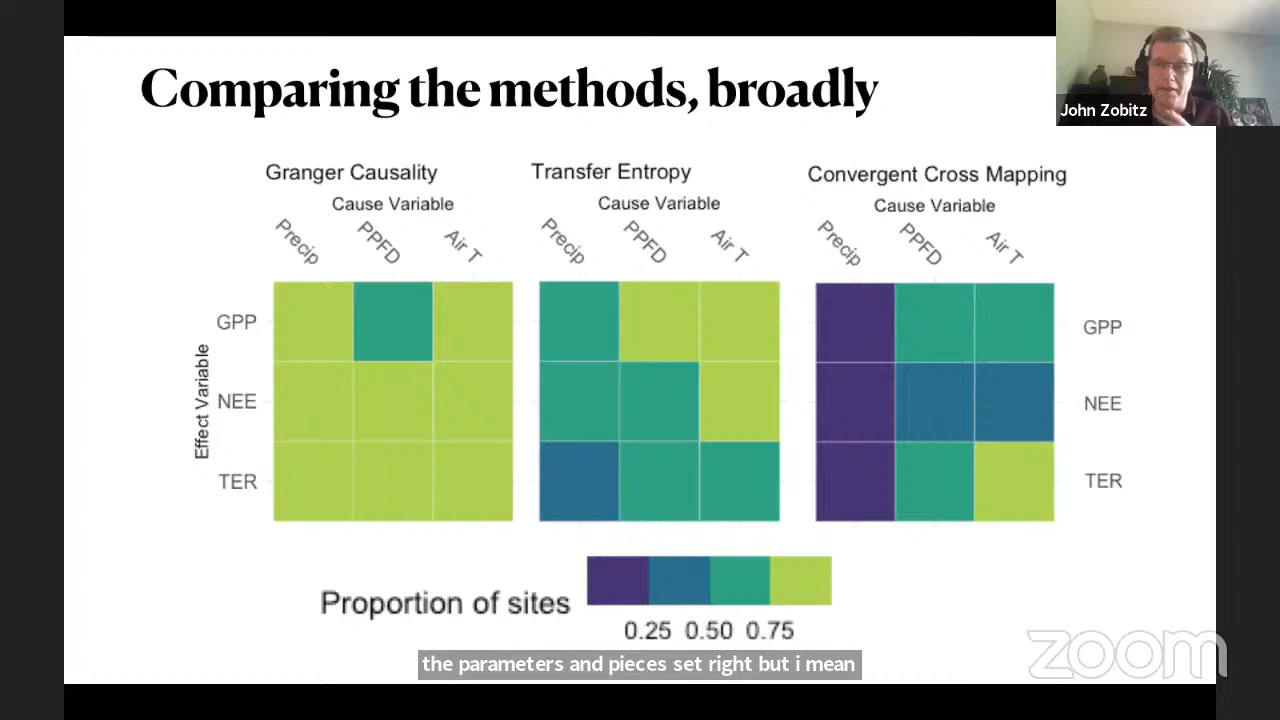 Comparing the methods, broadly
John Zobitz
Granger Causality
Cause Variable
Precip
PPFD
Air T
Transfer Entropy
Cause Variable
Precip
PPFD
Air T
Convergent Cross Mapping
Cause Variable
Precip
PPFD
Air T
Effect Variable
GPP
NEE
TER
GPP
NEE
TER
Proportion of sites
0.25 0.50 0.75
the parameters and pieces set right but i mean
zoom